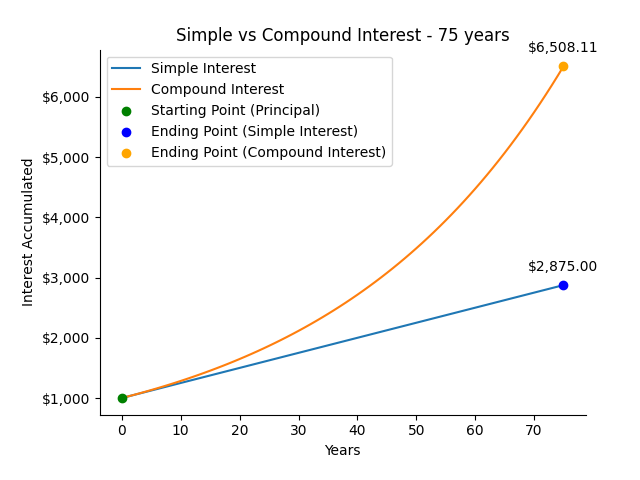 Simple vs Compound Interest - 75 years
$6,508.11
Simple Interest
Compound Interest
Starting Point (Principal)
Ending Point (Simple Interest)
Ending Point (Compound Interest)
Interest Accumulated
$6,000
$5,000
$4,000
$3,000
$2,000
$1,000
$2,875.00
0 10 20 30 40 50 60 70
Years